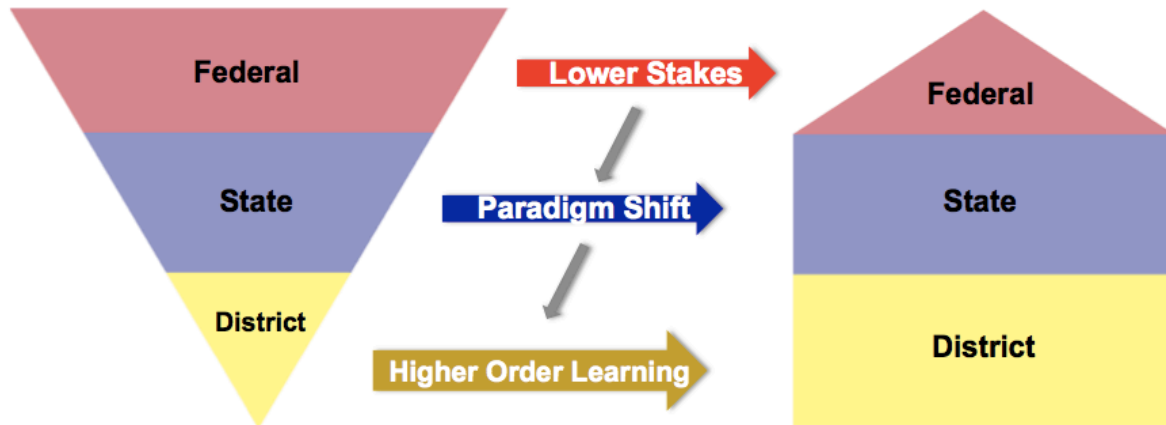 Federal
State
District
Lower Stakes
Paradigm Shift
Higher Order Learning
Federal
State
District